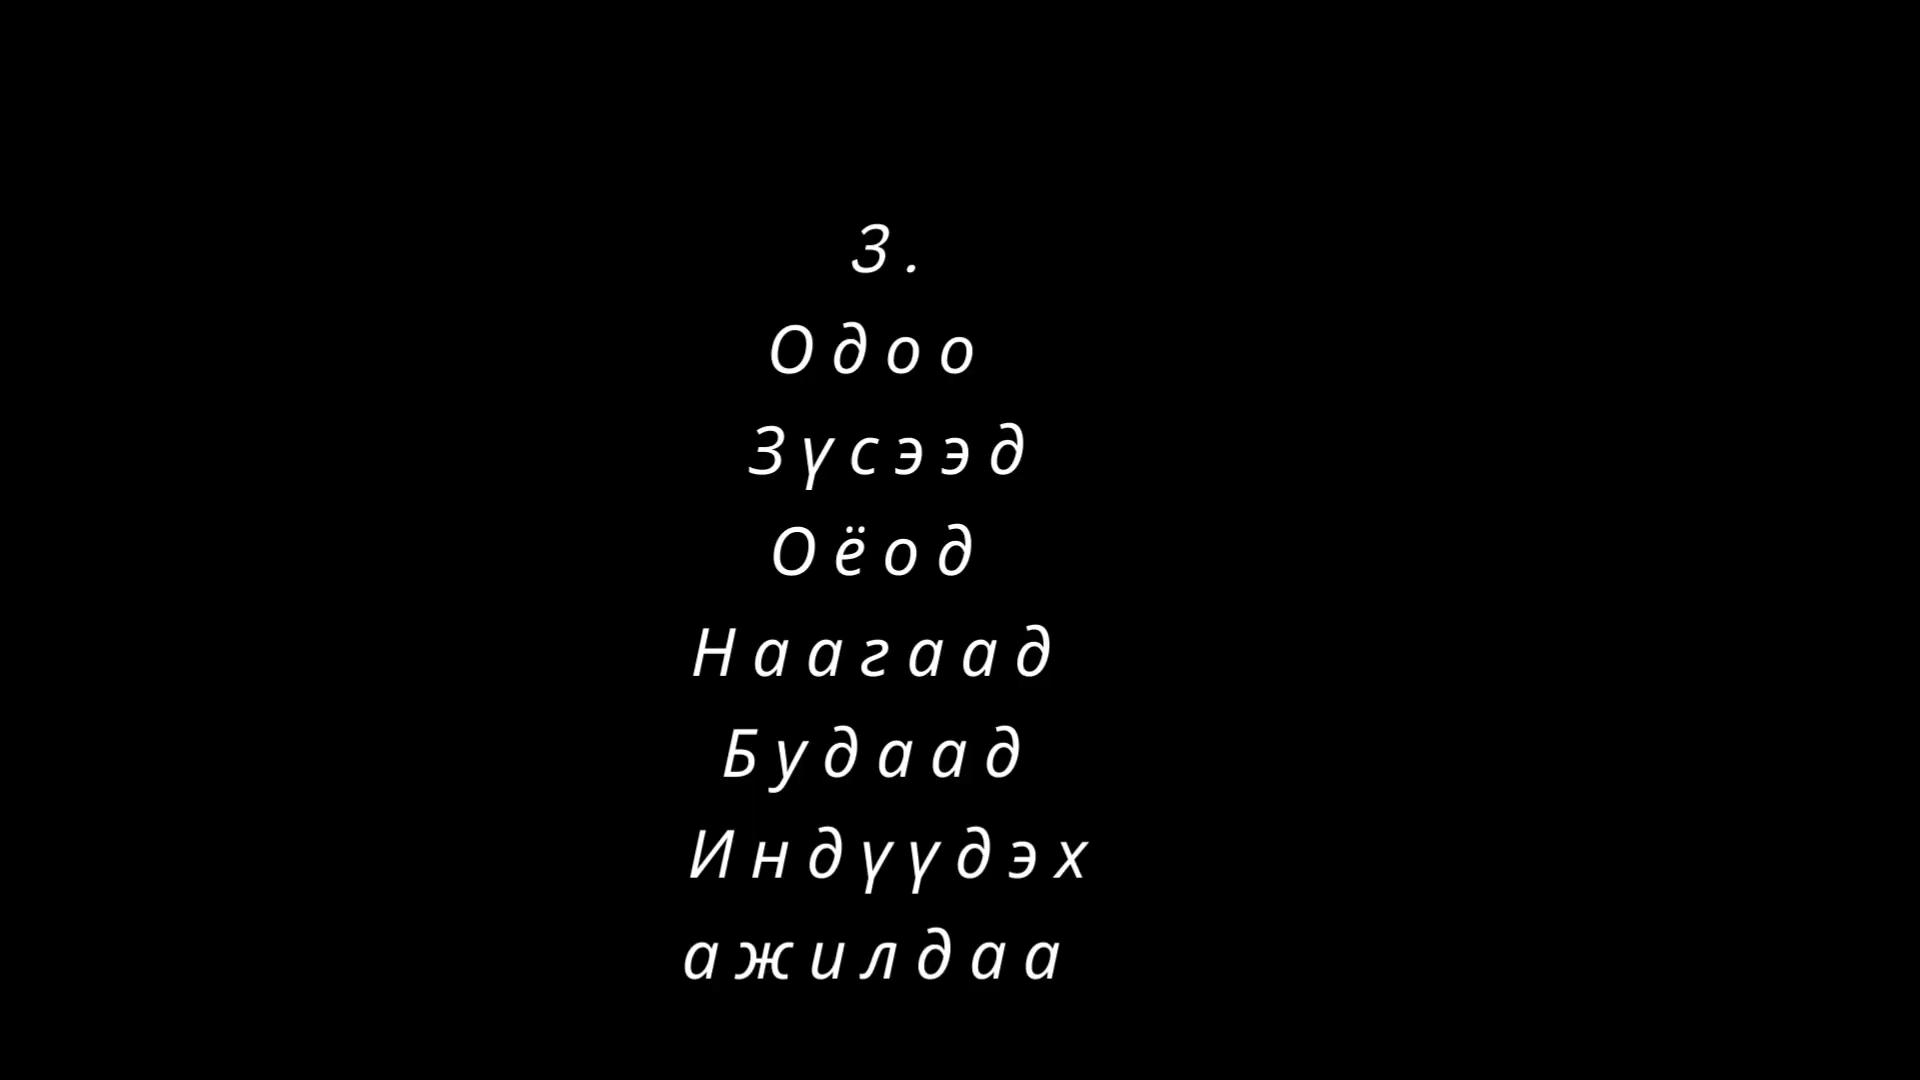 3.
Одоо
Зүсээд
Оёод
Наагаад
Будаад
Индүүдэх
ажилдаа